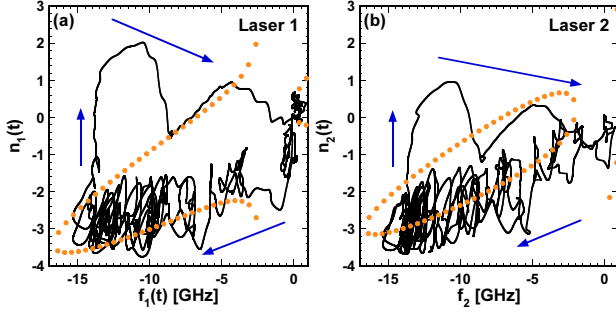 (a) Laser 1
(b) Laser 2
3
2
1
0
-1
-2
-3
-4
n₁(t)
-15 -10 -5 0
f₁(t) [GHz]
3
2
1
0
-1
-2
-3
-4
n₂(t)
-15 -10 -5 0
f₂ [GHz]